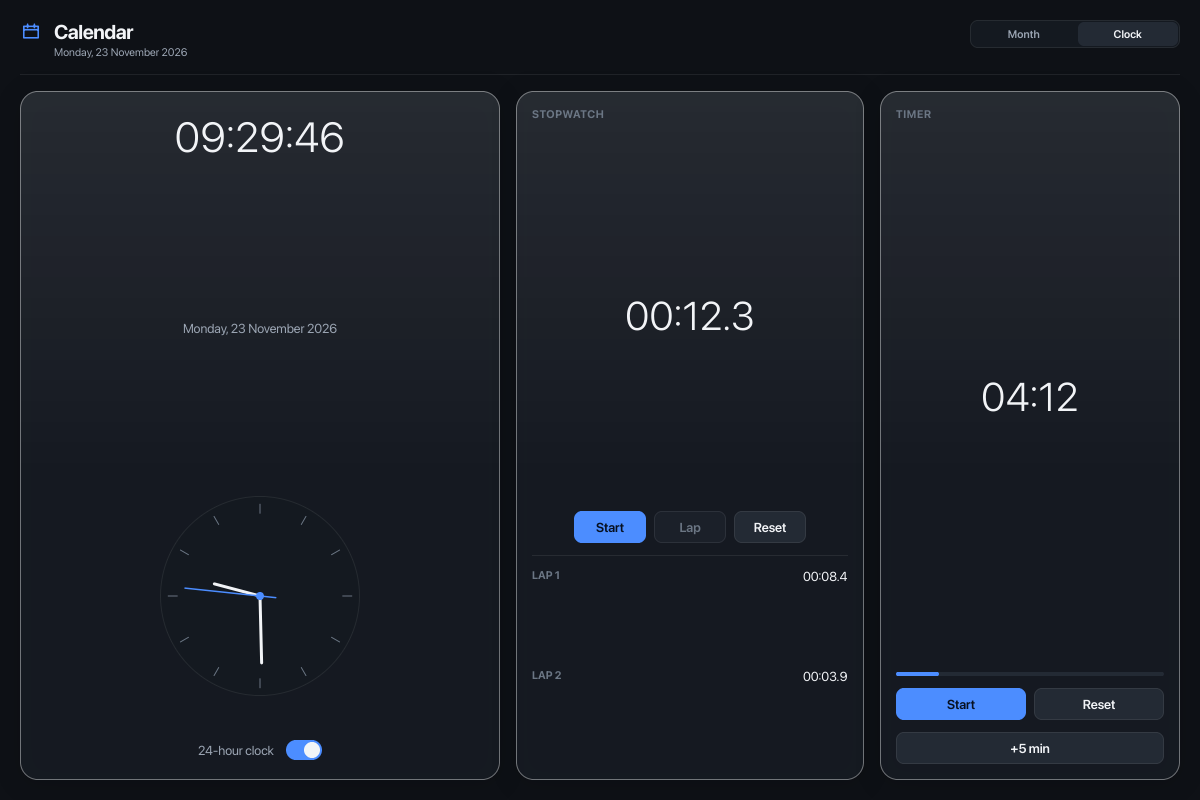 Calendar
Monday, 23 November 2026
Month
Clock
09:29:46
Monday, 23 November 2026
24-hour clock
STOPWATCH
00:12.3
Start
Lap
Reset
LAP 1
00:08.4
LAP 2
00:03.9
TIMER
04:12
Start
Reset
+5 min